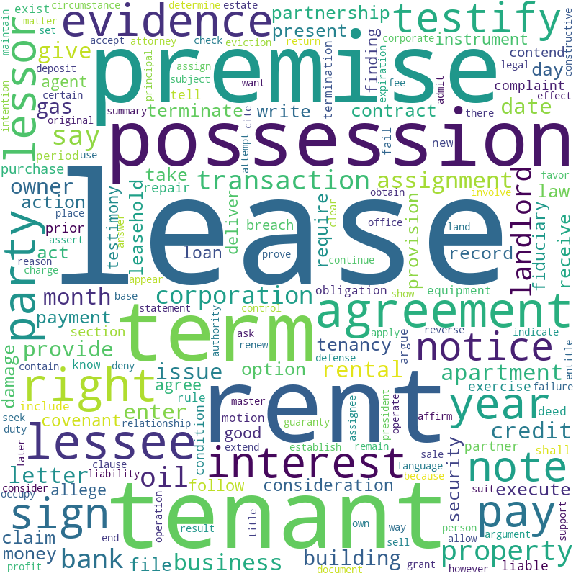 circumstance
estate
exist
determine
evidence
partnership
testify
maintain
matter
set
accept
attorney
check
eviction
return
corporate
constructive
give
present
instrument
deposit
assign
subject
want
contend
finding
lessor
agent
principal
tell
fee
expiration
admit
legal
effect
intention
certain
original
summary
termination
there
complaint
day
gas
terminate
write
contract
date
premise
say
period
use
attempt
cite
fail
new
favor
possession
purchase
take
transaction
assignment
law
owner
repair
obtain
involve
action
place
prior
testimony
answer
leasehold
deliver
clear
require
office
land
provision
landlord
fiduciary
receive
assert
reason
act
breach
loan
prove
record
charge
appear
continue
lease
party
month
base
corporation
obligation
show
equipment
payment
statement
control
apply
reverse
indicate
section
authority
ask
tenancy
argue
term
agreement
notice
entitle
contain
provide
renew
defense
damage
know
deny
issue
option
rental
apartment
right
agree
rule
exercise
failure
year
include
covenant
enter
condition
motion
master
guaranty
assignee
president
operate
affirm
deed
seek
duty
relationship
good
rent
credit
lessee
extend
establish
remain
sale
partner
shall
later
clause
interest
language
because
note
consider
liability
letter
oil
consideration
security
suit
execute
occupy
allege
follow
pay
sign
operation
tenant
person
support
claim
result
title
own
way
argument
property
money
end
sell
allow
bank
file
business
building
liable
profit
document
however
grant